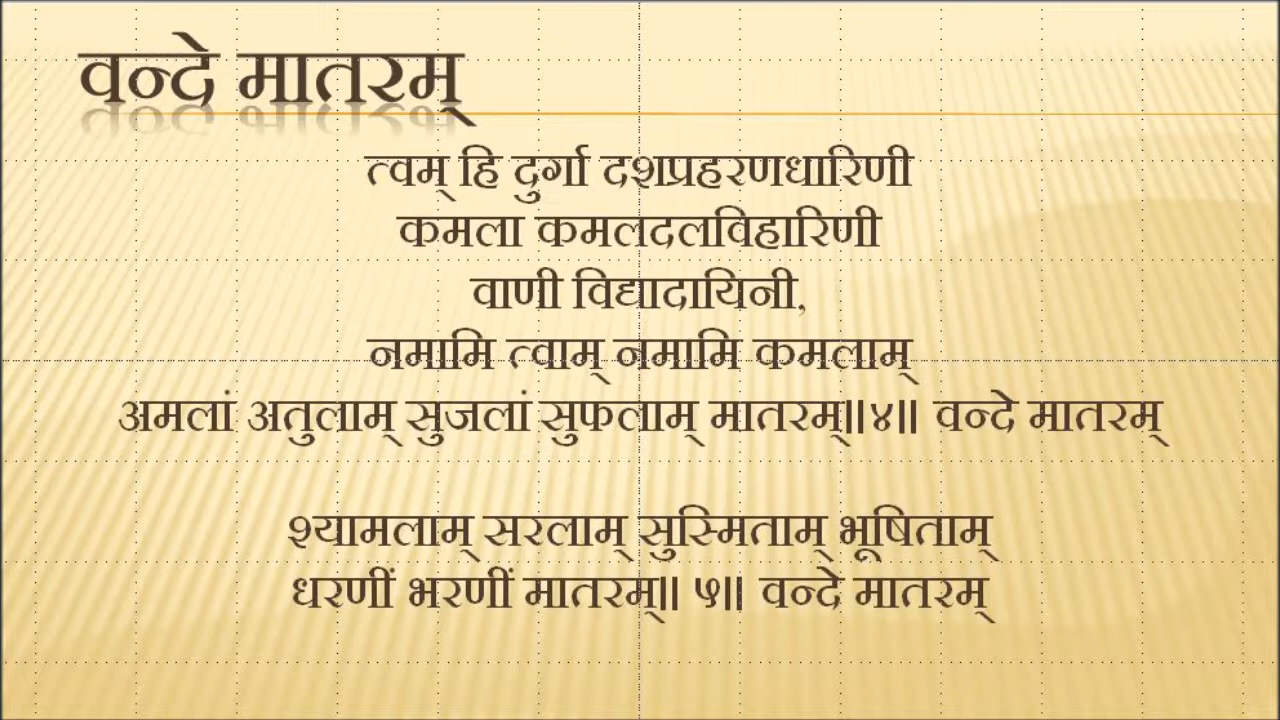 वन्दे मातरम्
त्वम् हि दुर्गा दशप्रहरणधारिणी
कमला कमलदलविहारिणी
वाणी विद्यादायिनी,
नमामि त्वाम् नमामि कमलाम्
अमलां अतुलाम् सुजलां सुफलाम् मातरम्॥४॥ वन्दे मातरम्
श्यामलाम् सरलाम् सुस्मिताम् भूषिताम्
धरणीं भरणीं मातरम्॥ ५॥ वन्दे मातरम्